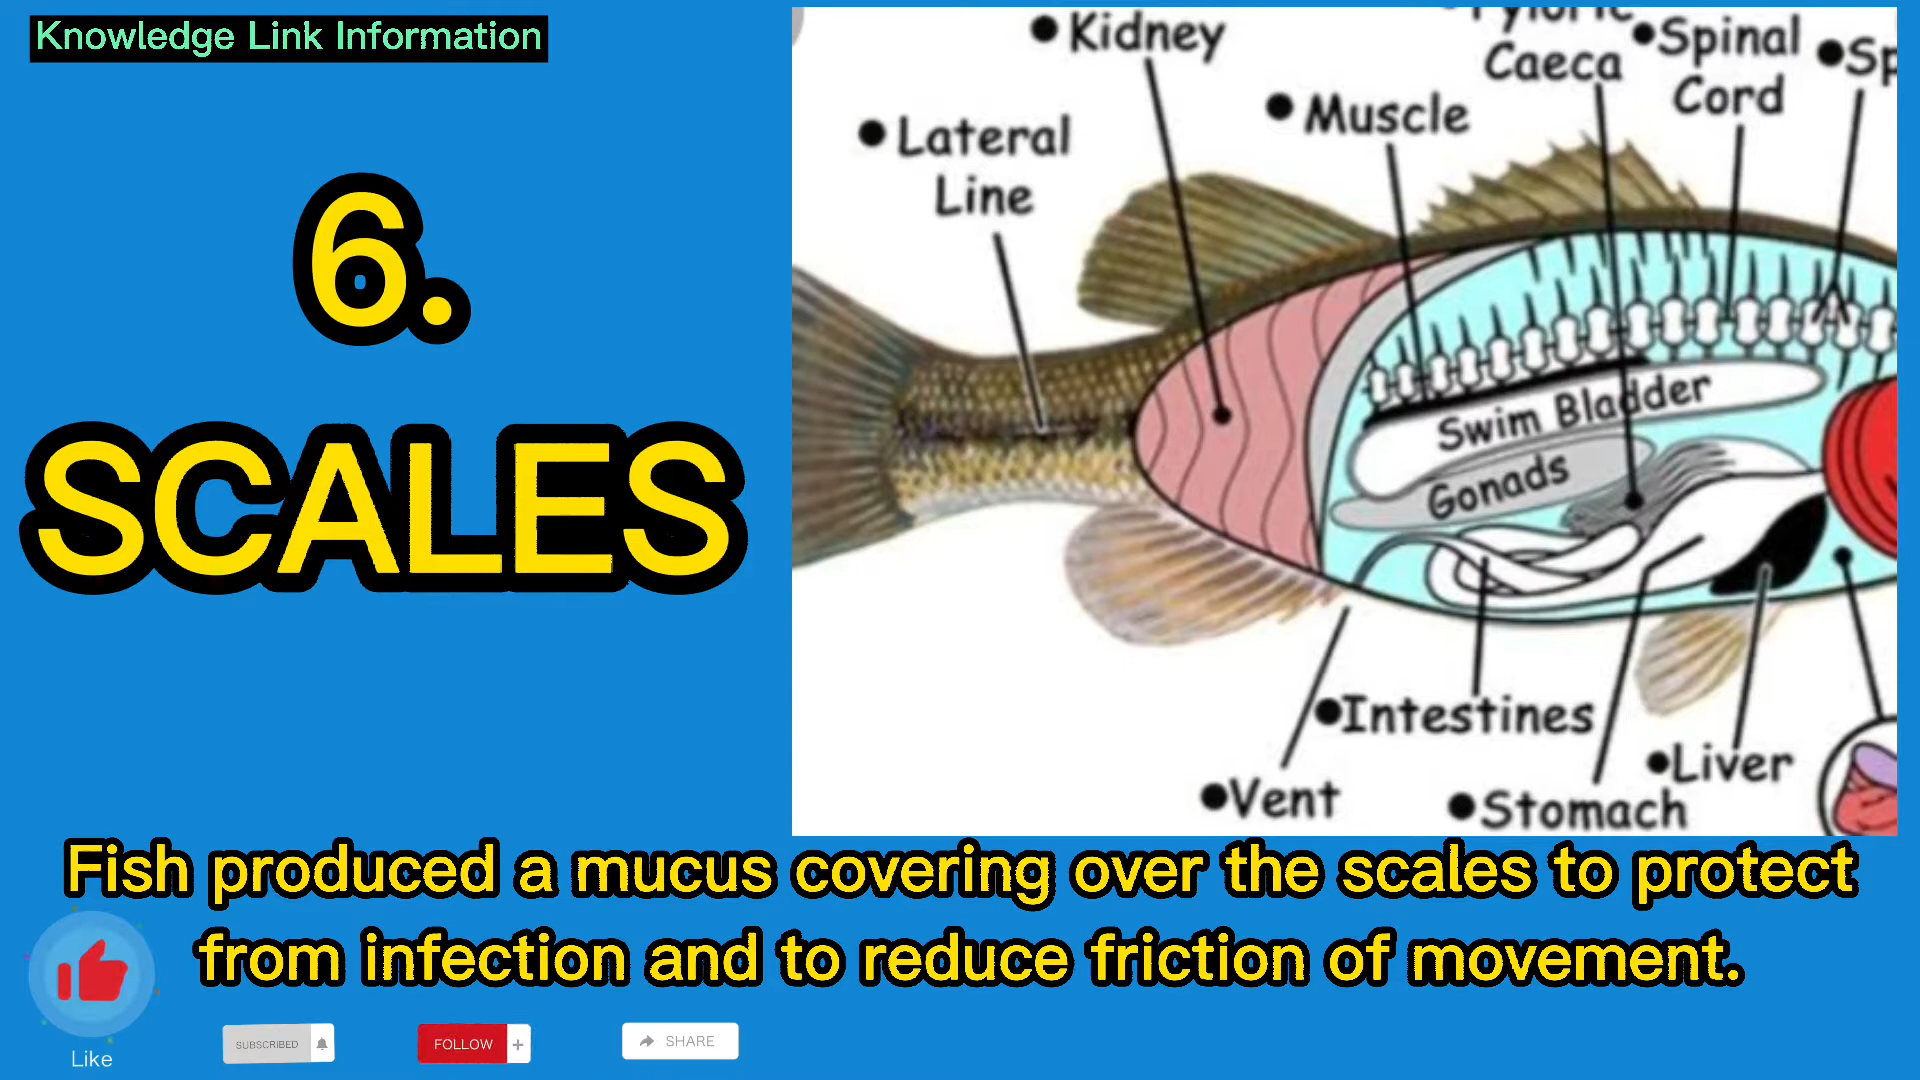 Knowledge Link Information
6.
SCALES
Kidney
Caeca
Spinal
Cord
Muscle
Lateral
Line
Swim Bladder
Gonads
Intestines
Liver
Vent
Stomach
Fish produced a mucus covering over the scales to protect
from infection and to reduce friction of movement.
Like
SUBSCRIBED
FOLLOW +
SHARE